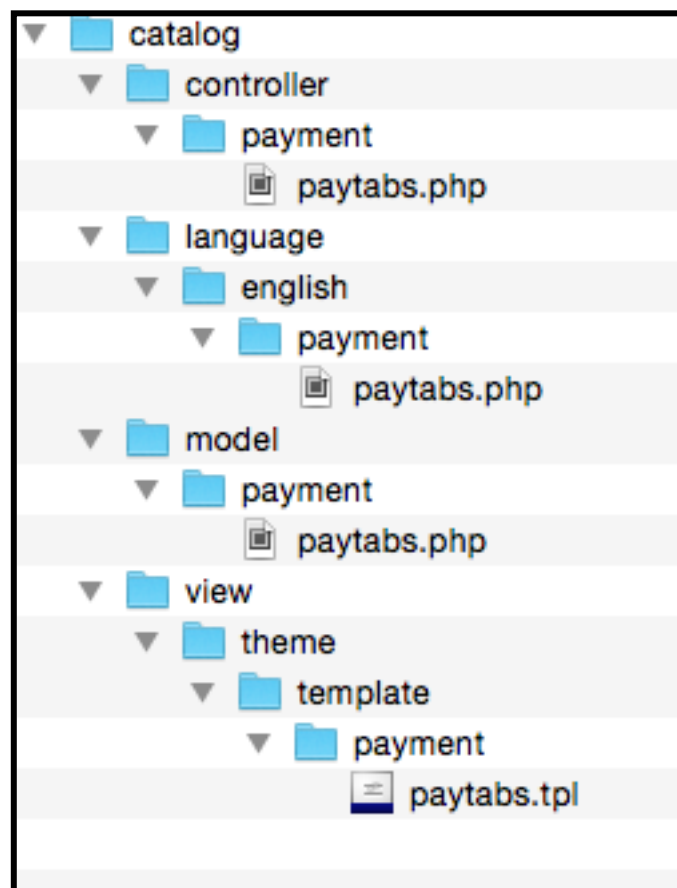 catalog
controller
payment
paytabs.php
language
english
payment
paytabs.php
model
payment
paytabs.php
view
theme
template
payment
paytabs.tpl